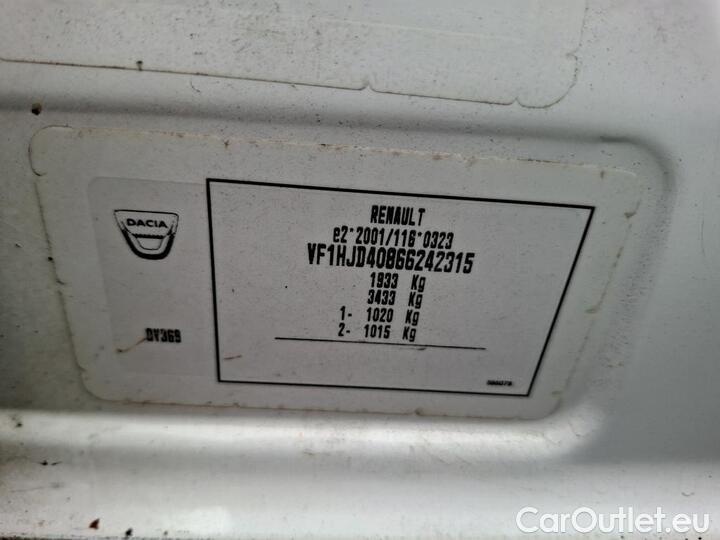 DACIA
RENAULT
e2*2001/116*0323
VF1HJD40866242315
1933 Kg
3433 Kg
1- 1020 Kg
2- 1015 Kg
DV369
CarOutlet.eu